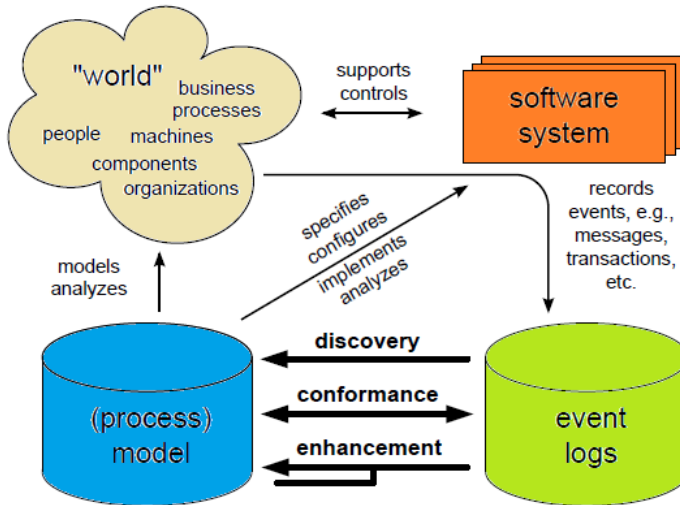 "world"
business
processes
people
machines
components
organizations
supports
controls
software
system
specifies
configures
implements
analyzes
records
events, e.g.,
messages,
transactions,
etc.
models
analyzes
discovery
conformance
enhancement
(process)
model
event
logs